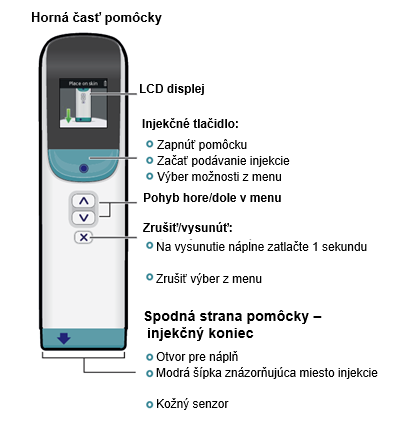 Horná časť pomôcky
Place on skin
LCD displej
Injekčné tlačidlo:
Zapnúť pomôcku
Začať podávanie injekcie
Výber možnosti z menu
Pohyb hore/dole v menu
Zrušiť/vysunúť:
Na vysunutie náplne zatlačte 1 sekundu
Zrušiť výber z menu
Spodná strana pomôcky –
injekčný koniec
Otvor pre náplň
Modrá šípka znázorňujúca miesto injekcie
Kožný senzor